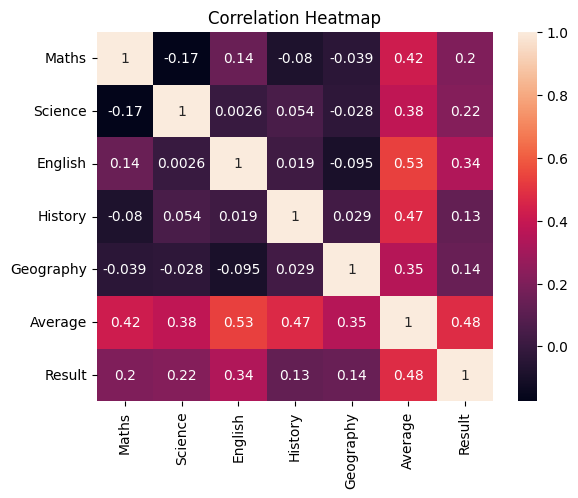 Correlation Heatmap
Maths 1 -0.17 0.14 -0.08 -0.039 0.42 0.2
Science -0.17 1 0.0026 0.054 -0.028 0.38 0.22
English 0.14 0.0026 1 0.019 -0.095 0.53 0.34
History -0.08 0.054 0.019 1 0.029 0.47 0.13
Geography -0.039 -0.028 -0.095 0.029 1 0.35 0.14
Average 0.42 0.38 0.53 0.47 0.35 1 0.48
Result 0.2 0.22 0.34 0.13 0.14 0.48 1
Maths Science English History Geography Average Result
1.0
0.8
0.6
0.4
0.2
0.0